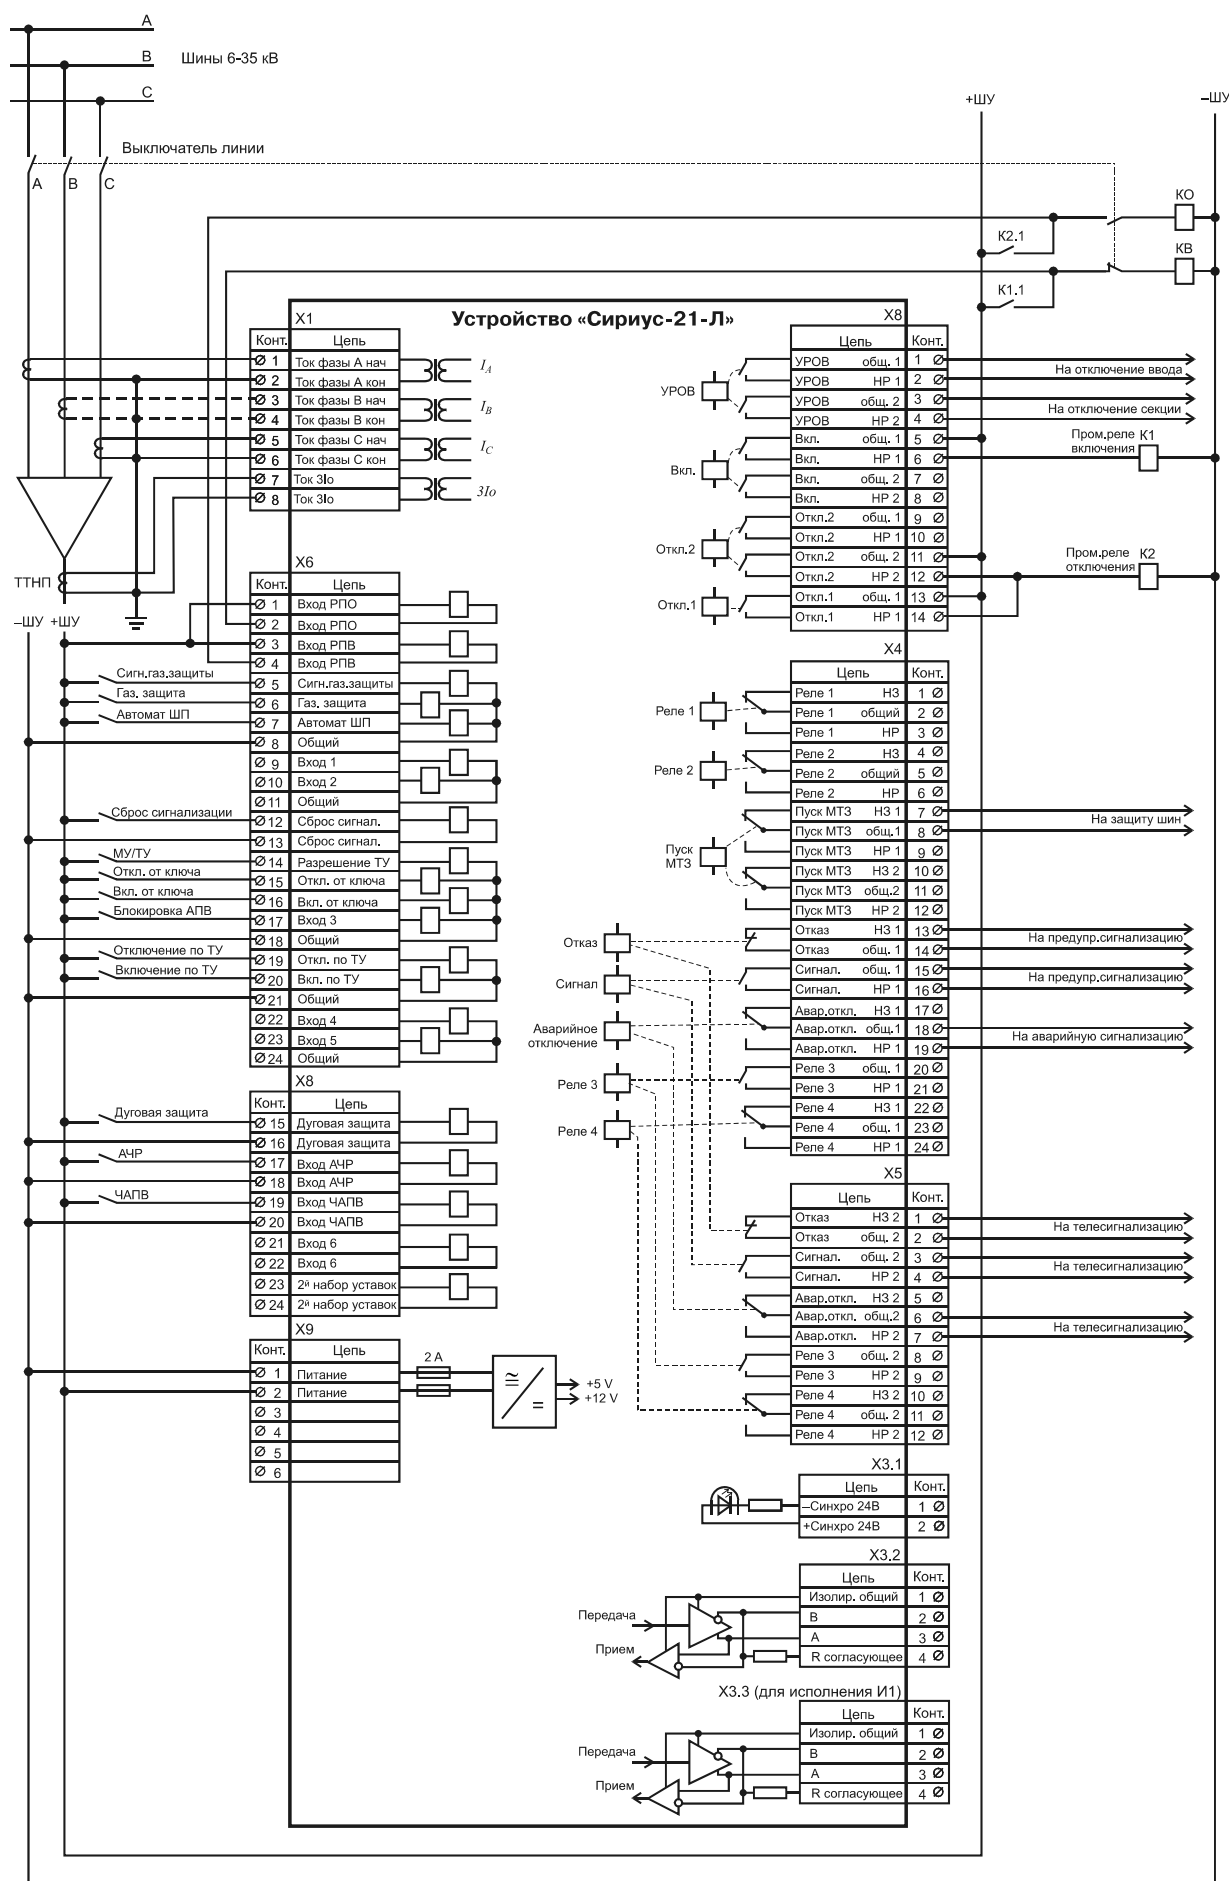 A
B
Шины 6-35 кВ
C
+ШУ
–ШУ
Выключатель линии
A B C
КО
К2.1
КВ
К1.1
Устройство «Сириус-21-Л»
X1
Конт. Цепь
1 Ток фазы А нач
2 Ток фазы А кон
I_A
3 Ток фазы В нач
4 Ток фазы В кон
I_B
5 Ток фазы С нач
6 Ток фазы С кон
I_C
7 Ток 3Iо
8 Ток 3Iо
3Iо
ТТНП
–ШУ +ШУ
X6
Конт. Цепь
1 Вход РПО
2 Вход РПО
3 Вход РПВ
4 Вход РПВ
Сигн.газ.защиты
5 Сигн.газ.защиты
Газ. защита
6 Газ. защита
Автомат ШП
7 Автомат ШП
8 Общий
9 Вход 1
10 Вход 2
11 Общий
Сброс сигнализации
12 Сброс сигнал.
13 Сброс сигнал.
МУ/ТУ
14 Разрешение ТУ
Откл. от ключа
15 Откл. от ключа
Вкл. от ключа
16 Вкл. от ключа
Блокировка АПВ
17 Вход 3
18 Общий
Отключение по ТУ
19 Откл. по ТУ
Включение по ТУ
20 Вкл. по ТУ
21 Общий
22 Вход 4
23 Вход 5
24 Общий
X8
Конт. Цепь
Дуговая защита
15 Дуговая защита
16 Дуговая защита
АЧР
17 Вход АЧР
18 Вход АЧР
ЧАПВ
19 Вход ЧАПВ
20 Вход ЧАПВ
21 Вход 6
22 Вход 6
23 2й набор уставок
24 2й набор уставок
X9
Конт. Цепь
1 Питание
2 Питание
3
4
5
6
2 А
≃
=
+5 V
+12 V
X8
Цепь Конт.
УРОВ
УРОВ общ. 1 1
На отключение ввода
УРОВ НР 1 2
УРОВ общ. 2 3
На отключение секции
УРОВ НР 2 4
Вкл.
Вкл. общ. 1 5
Пром.реле
включения
К1
Вкл. НР 1 6
Вкл. общ. 2 7
Вкл. НР 2 8
Откл.2
Откл.2 общ. 1 9
Откл.2 НР 1 10
Откл.2 общ. 2 11
Пром.реле
отключения
К2
Откл.2 НР 2 12
Откл.1
Откл.1 общ. 1 13
Откл.1 НР 1 14
X4
Цепь Конт.
Реле 1
Реле 1 НЗ 1
Реле 1 общий 2
Реле 1 НР 3
Реле 2
Реле 2 НЗ 4
Реле 2 общий 5
Реле 2 НР 6
Пуск
МТЗ
Пуск МТЗ НЗ 1 7
На защиту шин
Пуск МТЗ общ.1 8
Пуск МТЗ НР 1 9
Пуск МТЗ НЗ 2 10
Пуск МТЗ общ.2 11
Пуск МТЗ НР 2 12
Отказ
Отказ НЗ 1 13
На предупр.сигнализацию
Отказ общ. 1 14
Сигнал
Сигнал. общ. 1 15
На предупр.сигнализацию
Сигнал. НР 1 16
Аварийное
отключение
Авар.откл. НЗ 1 17
Авар.откл. общ.1 18
На аварийную сигнализацию
Авар.откл. НР 1 19
Реле 3
Реле 3 общ. 1 20
Реле 3 НР 1 21
Реле 4
Реле 4 НЗ 1 22
Реле 4 общ. 1 23
Реле 4 НР 1 24
X5
Цепь Конт.
Отказ НЗ 2 1
На телесигнализацию
Отказ общ. 2 2
Сигнал. общ. 2 3
На телесигнализацию
Сигнал. НР 2 4
Авар.откл. НЗ 2 5
Авар.откл. общ.2 6
На телесигнализацию
Авар.откл. НР 2 7
Реле 3 общ. 2 8
Реле 3 НР 2 9
Реле 4 НЗ 2 10
Реле 4 общ. 2 11
Реле 4 НР 2 12
X3.1
Цепь Конт.
–Синхро 24В 1
+Синхро 24В 2
X3.2
Цепь Конт.
Изолир. общий 1
Передача
В 2
А 3
Прием
R согласующее 4
X3.3 (для исполнения И1)
Цепь Конт.
Изолир. общий 1
Передача
В 2
А 3
Прием
R согласующее 4